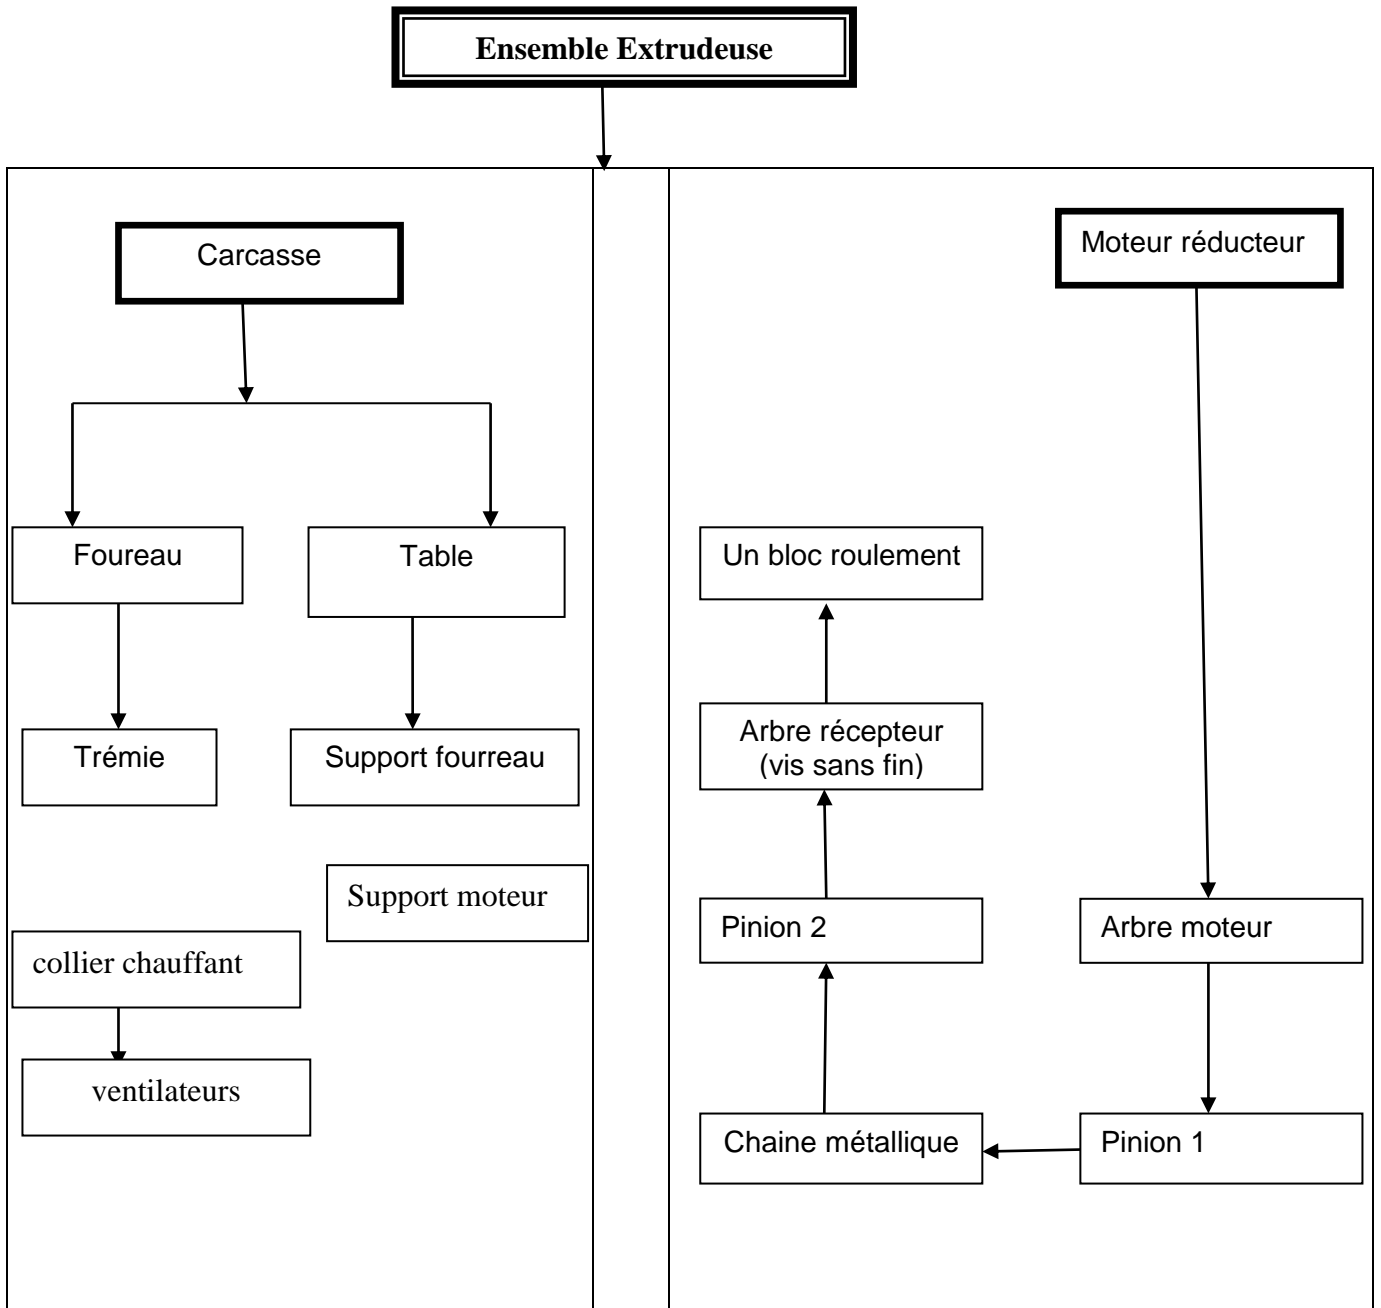 Ensemble Extrudeuse
Carcasse
Moteur réducteur
Foureau
Table
Un bloc roulement
Trémie
Support fourreau
Arbre récepteur
(vis sans fin)
Support moteur
Pinion 2
Arbre moteur
collier chauffant
ventilateurs
Chaine métallique
Pinion 1